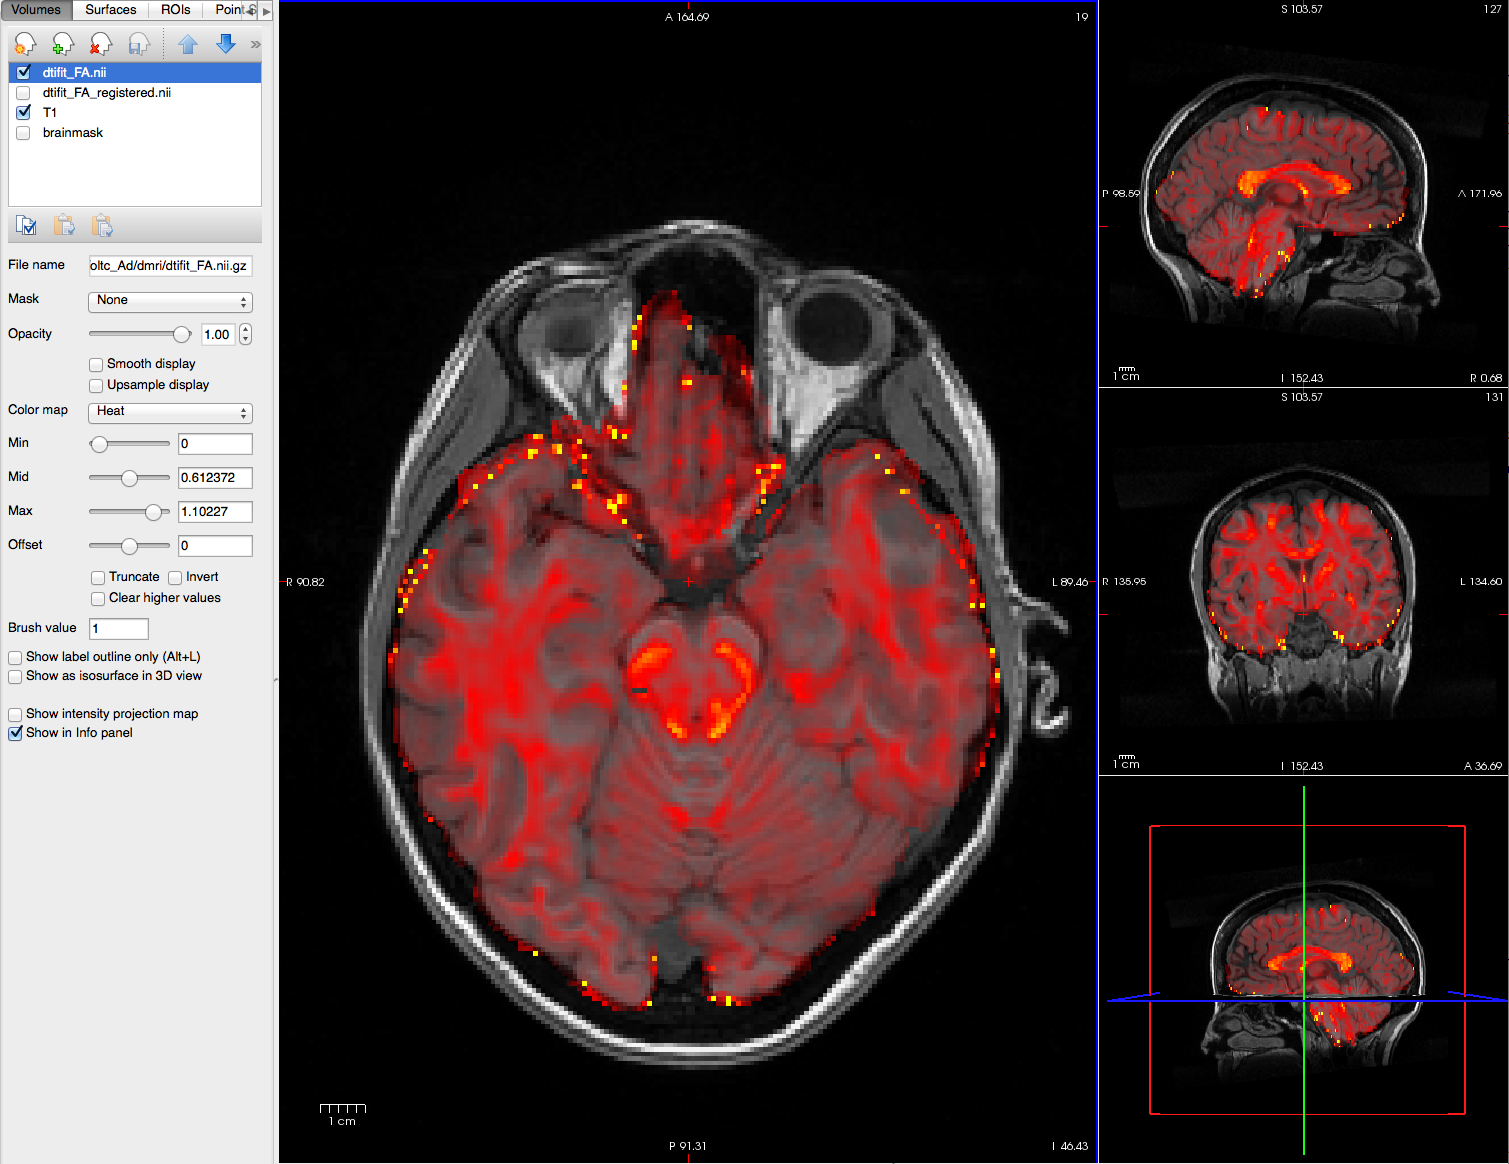 Volumes Surfaces ROIs Point S
dtifit_FA.nii
dtifit_FA_registered.nii
T1
brainmask
File name oltc_Ad/dmri/dtifit_FA.nii.gz
Mask None
Opacity 1.00
Smooth display
Upsample display
Color map Heat
Min 0
Mid 0.612372
Max 1.10227
Offset 0
Truncate Invert
Clear higher values
Brush value 1
Show label outline only (Alt+L)
Show as isosurface in 3D view
Show intensity projection map
Show in Info panel
A 164.69 19
R 90.82 L 89.46
1 cm
P 91.31 I 46.43
S 103.57 127
P 98.59 A 171.96
1 cm I 152.43 R 0.68
S 103.57 131
R 135.95 L 134.60
1 cm I 152.43 A 36.69